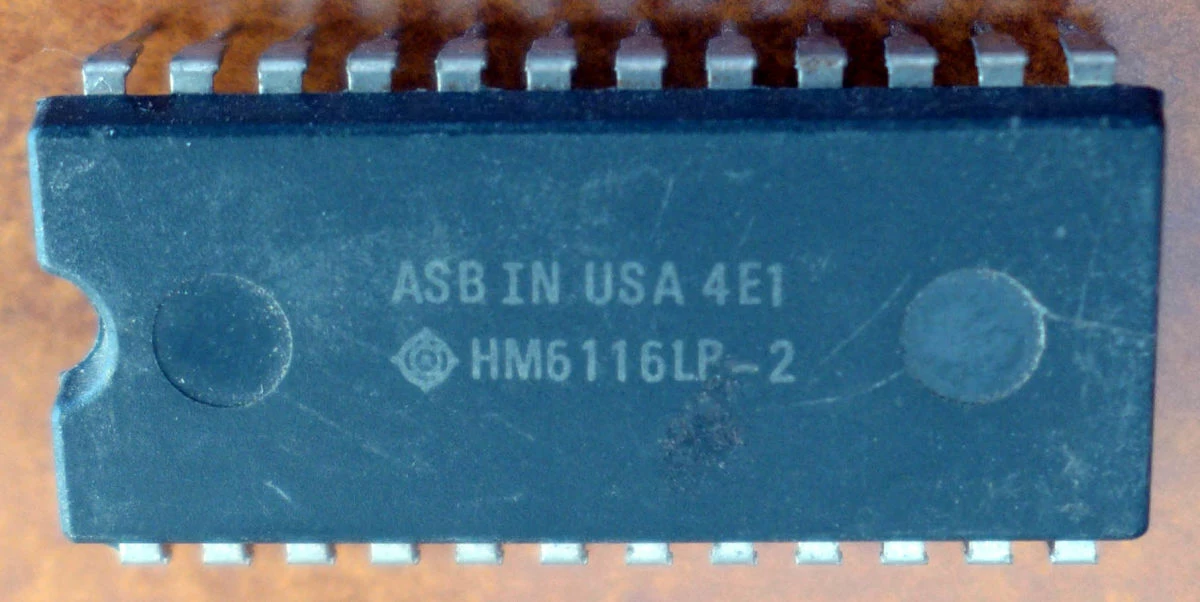 ASB IN USA 4E1
HM6116LP-2